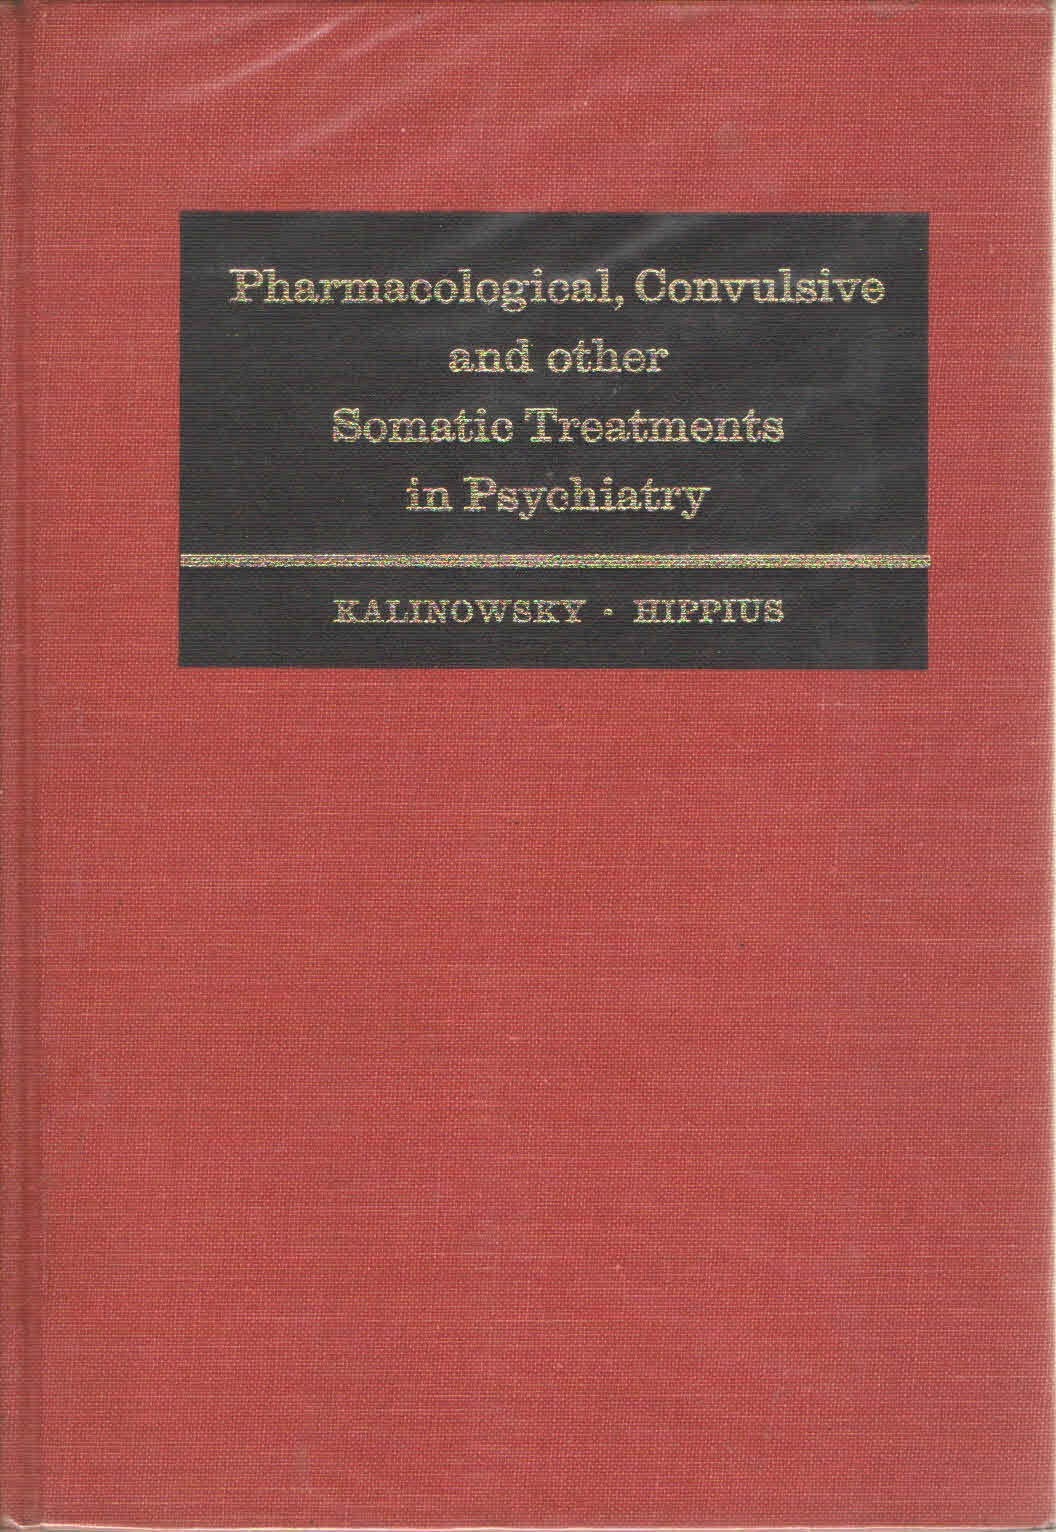 Pharmacological, Convulsive
and other
Somatic Treatments
in Psychiatry
KALINOWSKY · HIPPIUS